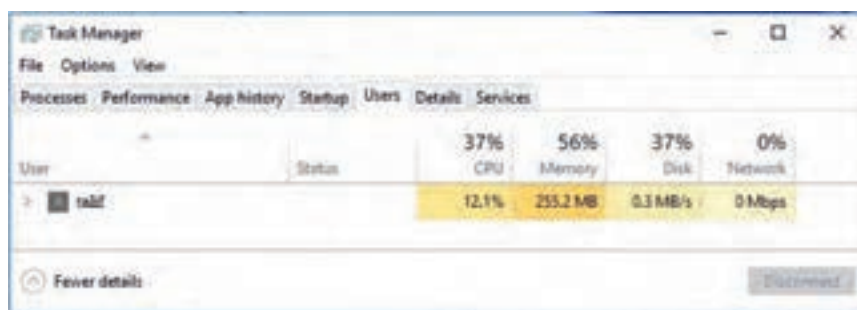 Task Manager
File Options View
Processes Performance App history Startup Users Details Services
37% 56% 37% 0%
User Status CPU Memory Disk Network
12,1% 255.2 MB 0.3 MB/s 0 Mbps
Fewer details Disconnect